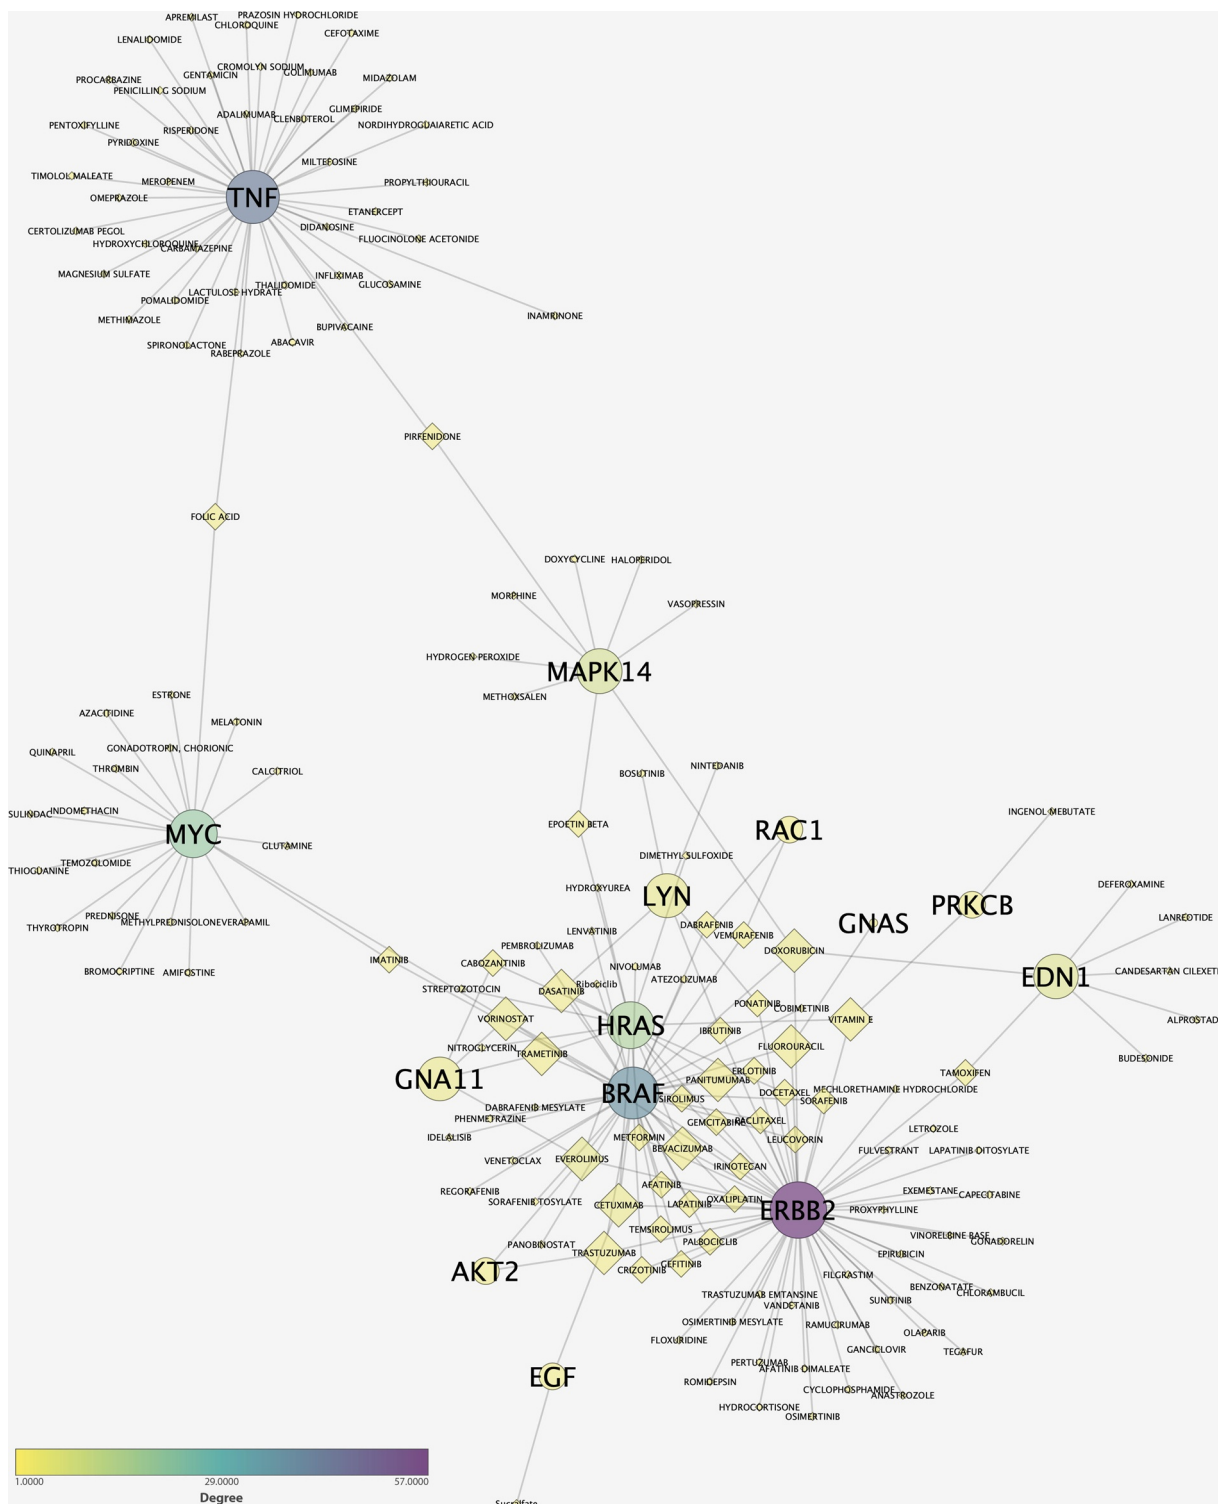 APREMILAST
PRAZOSIN HYDROCHLORIDE
CHLOROQUINE
CEFOTAXIME
LENALIDOMIDE
CROMOLYN SODIUM
GENTAMICIN
GOLIMUMAB
MIDAZOLAM
PROCARBAZINE
PENICILLIN G SODIUM
ADALIMUMAB
CLENBUTEROL
GLIMEPIRIDE
PENTOXIFYLLINE
RISPERIDONE
NORDIHYDROGUAIARETIC ACID
PYRIDOXINE
MILTEFOSINE
TIMOLOL MALEATE
MEROPENEM
PROPYLTHIOURACIL
OMEPRAZOLE
TNF
ETANERCEPT
CERTOLIZUMAB PEGOL
DIDANOSINE
HYDROXYCHLOROQUINE
CARBAMAZEPINE
FLUOCINOLONE ACETONIDE
MAGNESIUM SULFATE
INFLIXIMAB
THALIDOMIDE
GLUCOSAMINE
LACTULOSE HYDRATE
POMALIDOMIDE
METHIMAZOLE
INAMRINONE
BUPIVACAINE
SPIRONOLACTONE
ABACAVIR
RABEPRAZOLE
PIRFENIDONE
FOLIC ACID
DOXYCYCLINE
HALOPERIDOL
MORPHINE
VASOPRESSIN
HYDROGEN PEROXIDE
MAPK14
METHOXSALEN
ESTRONE
AZACITIDINE
MELATONIN
QUINAPRIL
GONADOTROPIN, CHORIONIC
THROMBIN
CALCITRIOL
BOSUTINIB
NINTEDANIB
SULINDAC
INDOMETHACIN
MYC
EPOETIN BETA
RAC1
INGENOL MEBUTATE
GLUTAMINE
THIOGUANINE
TEMOZOLOMIDE
DIMETHYL SULFOXIDE
HYDROXYUREA
LYN
DEFEROXAMINE
PREDNISONE
METHYLPREDNISOLONE
VERAPAMIL
THYROTROPIN
PRKCB
GNAS
LANREOTIDE
LENVATINIB
DABRAFENIB
VEMURAFENIB
PEMBROLIZUMAB
DOXORUBICIN
IMATINIB
CABOZANTINIB
BROMOCRIPTINE
AMIFOSTINE
NIVOLUMAB
ATEZOLIZUMAB
EDN1
CANDESARTAN CILEXETI
STREPTOZOTOCIN
DASATINIB
Ribociclib
PONATINIB
COBIMETINIB
VORINOSTAT
HRAS
IBRUTINIB
VITAMIN E
ALPROSTAD
NITROGLYCERIN
TRAMETINIB
FLUOROURACIL
BUDESONIDE
GNA11
BRAF
PANITUMUMAB
ERLOTINIB
TAMOXIFEN
DABRAFENIB MESYLATE
SIROLIMUS
DOCETAXEL
MECHLORETHAMINE HYDROCHLORIDE
SORAFENIB
PHENMETRAZINE
GEMCITABINE
PACLITAXEL
IDELALISIB
METFORMIN
LEUCOVORIN
LETROZOLE
VENETOCLAX
EVEROLIMUS
BEVACIZUMAB
IRINOTECAN
FULVESTRANT
LAPATINIB DITOSYLATE
REGORAFENIB
AFATINIB
EXEMESTANE
CAPECITABINE
SORAFENIB TOSYLATE
CETUXIMAB
LAPATINIB
OXALIPLATIN
ERBB2
PROXYPHYLLINE
PANOBINOSTAT
TEMSIROLIMUS
PALBOCICLIB
VINORELBINE BASE
GONADORELIN
TRASTUZUMAB
EPIRUBICIN
AKT2
CRIZOTINIB
GEFITINIB
FILGRASTIM
TRASTUZUMAB EMTANSINE
VANDETANIB
SUNITINIB
BENZONATATE
CHLORAMBUCIL
OSIMERTINIB MESYLATE
RAMUCIRUMAB
FLOXURIDINE
OLAPARIB
GANCICLOVIR
TEGAFUR
PERTUZUMAB
AFATINIB DIMALEATE
EGF
ROMIDEPSIN
CYCLOPHOSPHAMIDE
ANASTROZOLE
HYDROCORTISONE
OSIMERTINIB
1.0000
29.0000
57.0000
Degree
Sucralfate